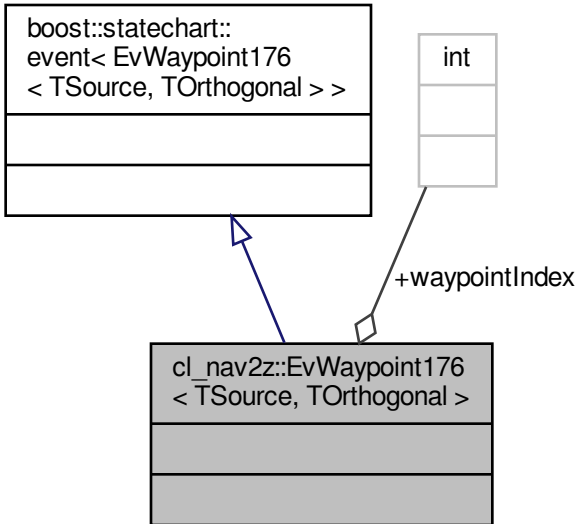 boost::statechart::
event< EvWaypoint176
< TSource, TOrthogonal > >
int
+waypointIndex
cl_nav2z::EvWaypoint176
< TSource, TOrthogonal >